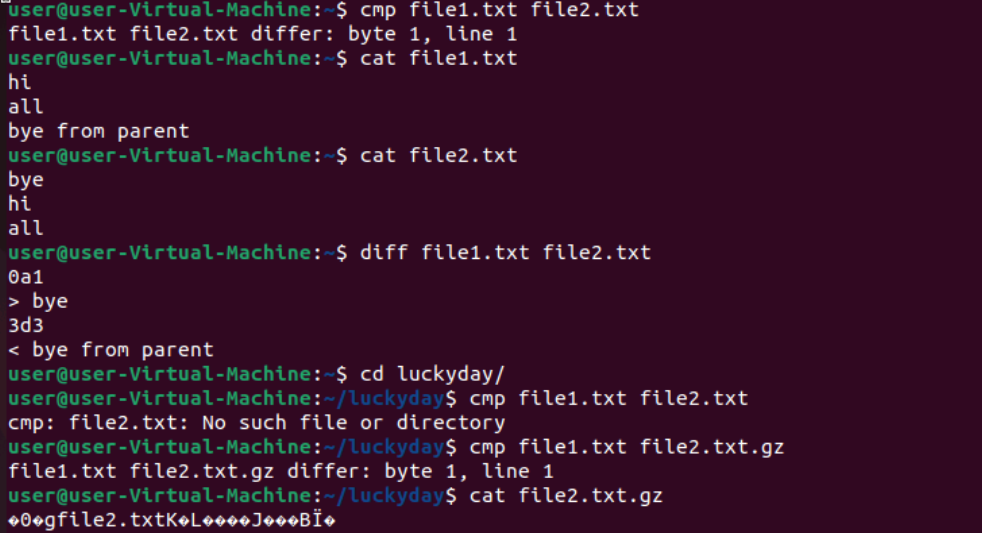 user@user-Virtual-Machine:~$ cmp file1.txt file2.txt
file1.txt file2.txt differ: byte 1, line 1
user@user-Virtual-Machine:~$ cat file1.txt
hi
all
bye from parent
user@user-Virtual-Machine:~$ cat file2.txt
bye
hi
all
user@user-Virtual-Machine:~$ diff file1.txt file2.txt
0a1
> bye
3d3
< bye from parent
user@user-Virtual-Machine:~$ cd luckyday/
user@user-Virtual-Machine:~/luckyday$ cmp file1.txt file2.txt
cmp: file2.txt: No such file or directory
user@user-Virtual-Machine:~/luckyday$ cmp file1.txt file2.txt.gz
file1.txt file2.txt.gz differ: byte 1, line 1
user@user-Virtual-Machine:~/luckyday$ cat file2.txt.gz
�0�gfile2.txtK�L����J���BÏ�